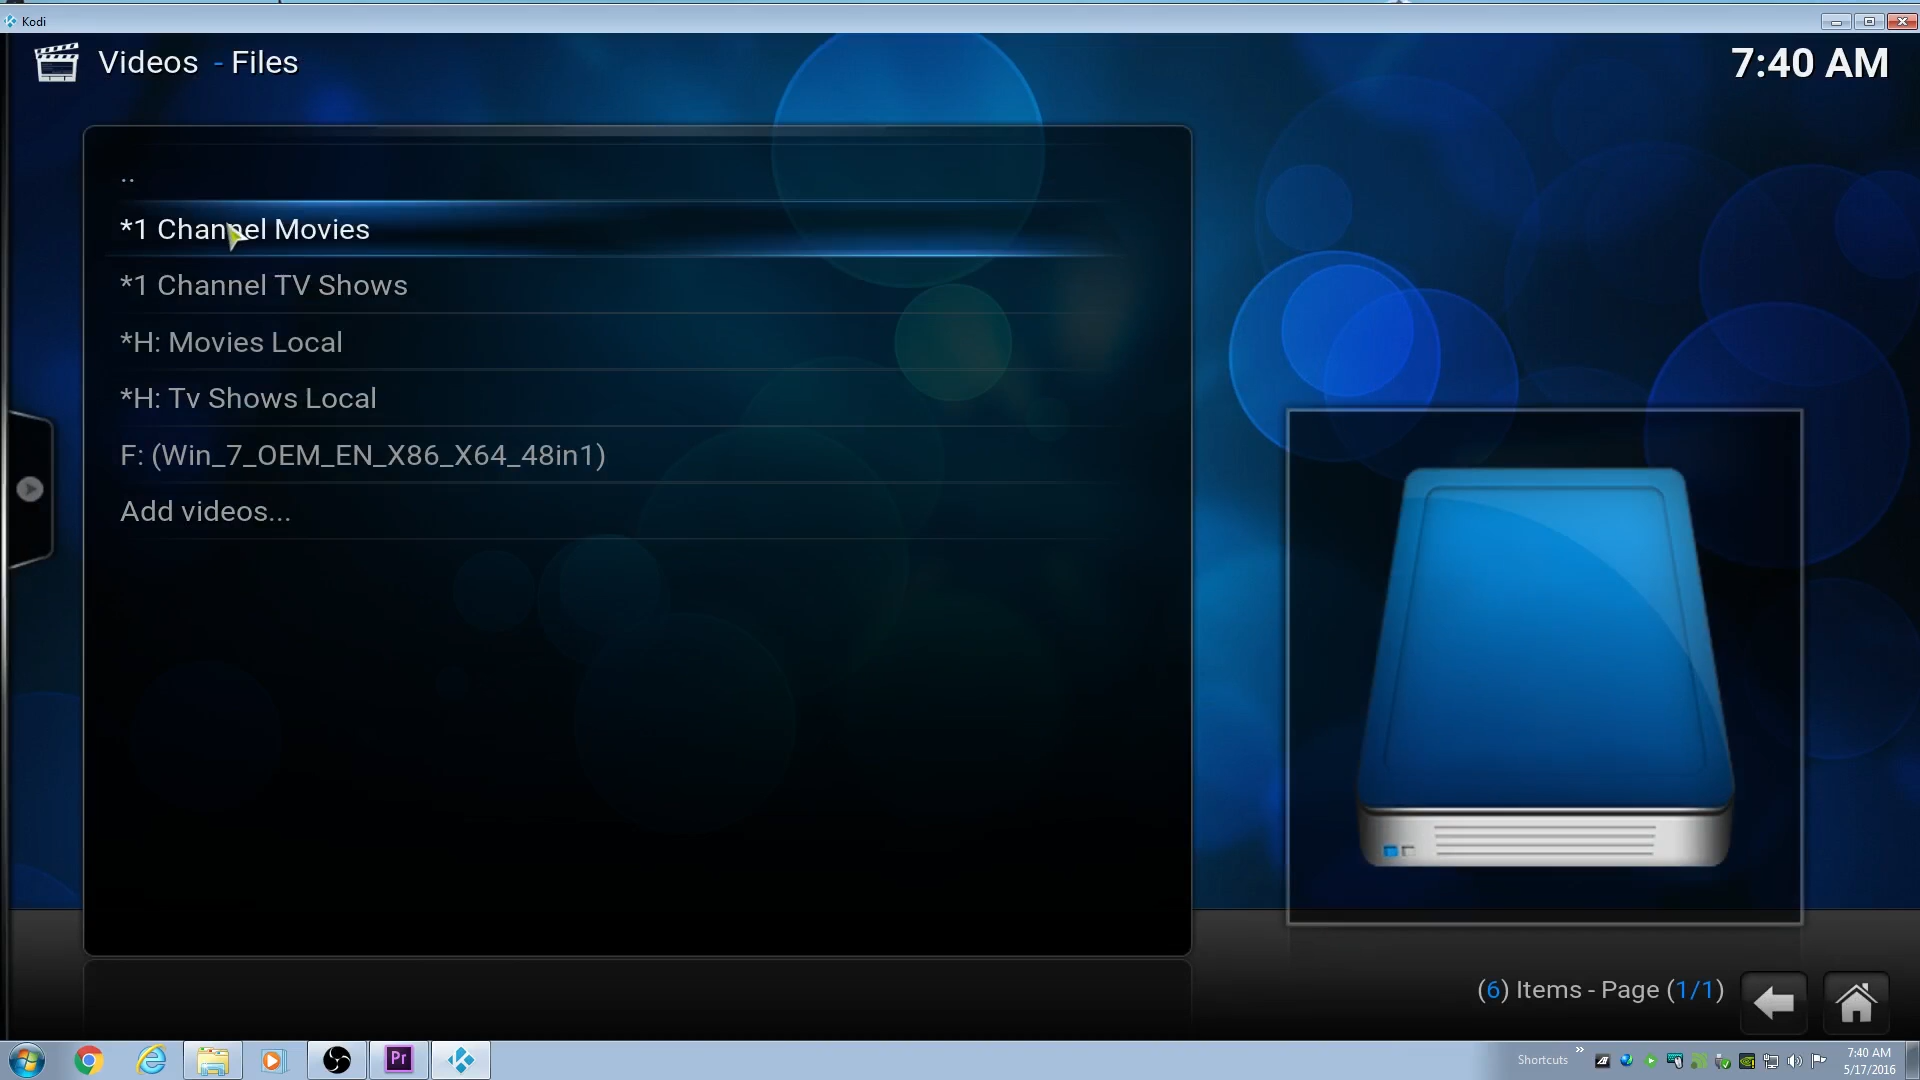 Kodi
Videos - Files
7:40 AM
..
*1 Channel Movies
*1 Channel TV Shows
*H: Movies Local
*H: Tv Shows Local
F: (Win_7_OEM_EN_X86_X64_48in1)
Add videos...
(6) Items - Page (1/1)
Pr
Shortcuts »
7:40 AM
5/17/2016